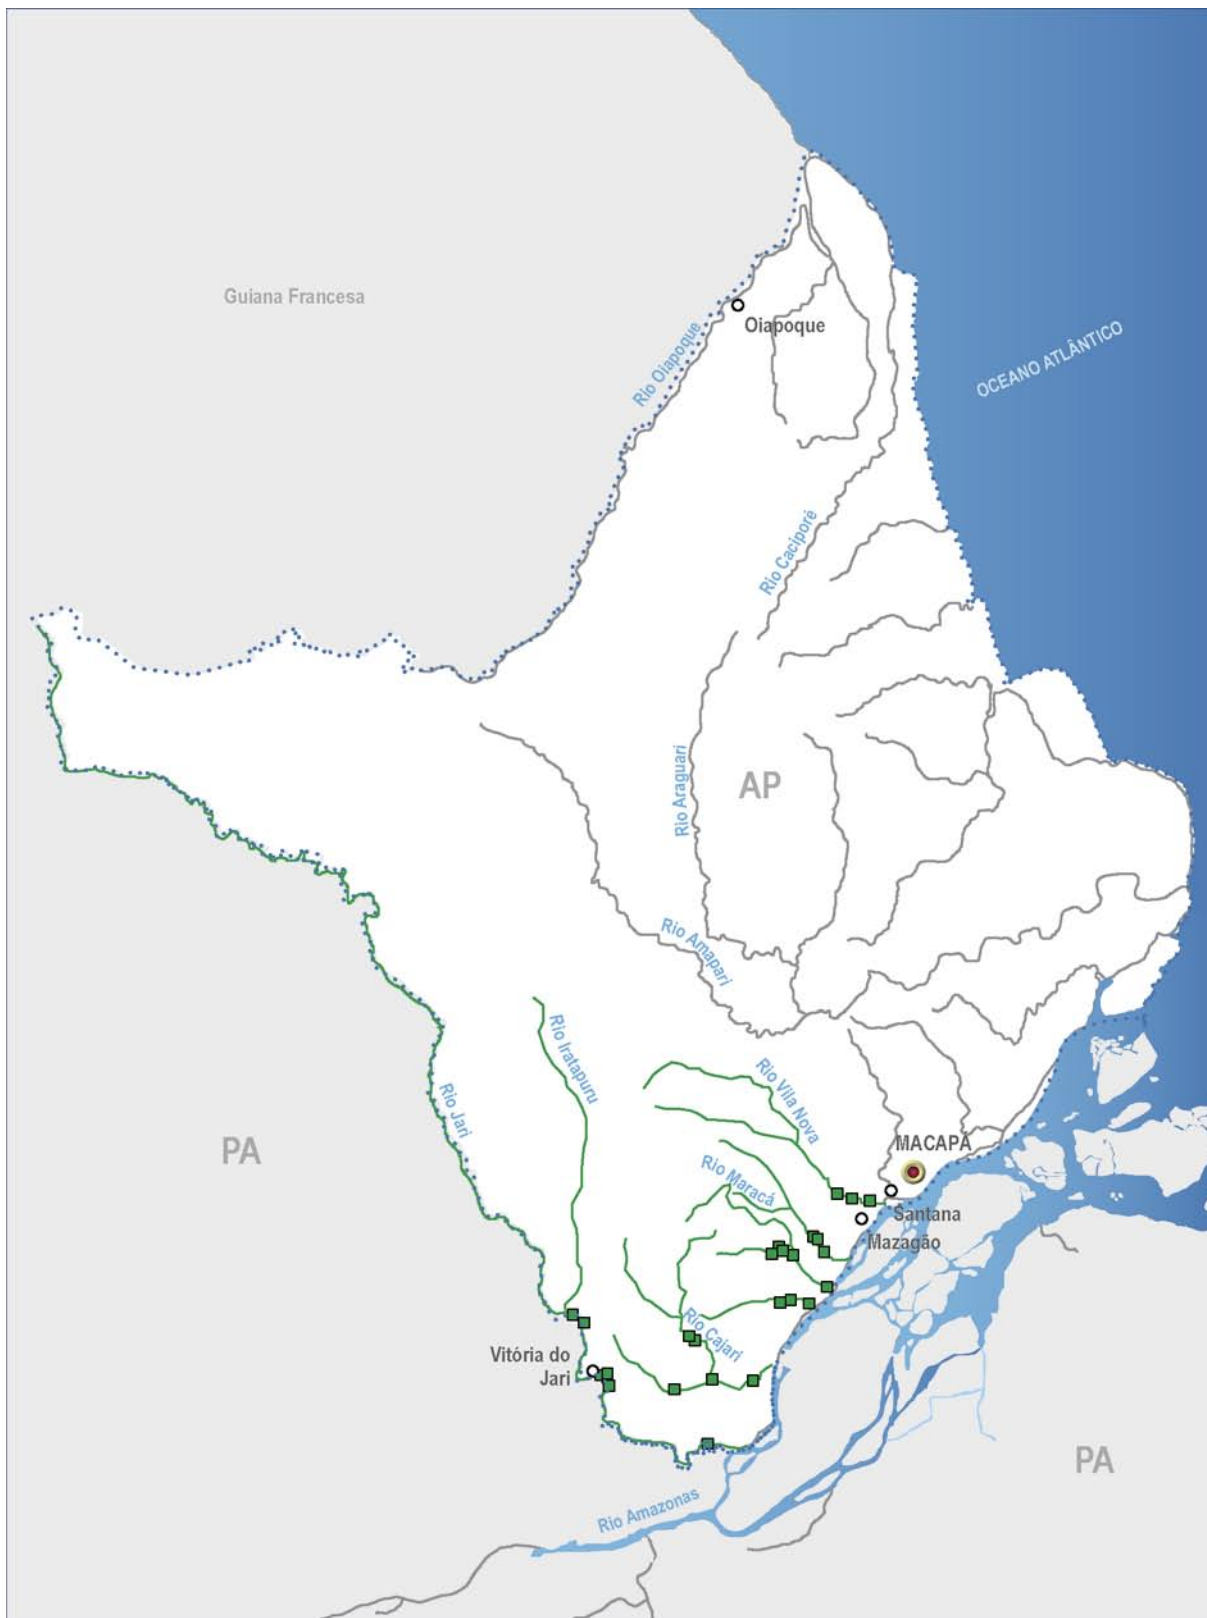 Guiana Francesa
OCEANO ATLÂNTICO
Rio Oiapoque
Oiapoque
Rio Caciporé
Rio Araguari
AP
Rio Amapari
Rio Iratapuru
Rio Jari
Rio Vila Nova
PA
MACAPÁ
Rio Maracá
Santana
Mazagão
Rio Cajari
Vitória do
Jari
PA
Rio Amazonas